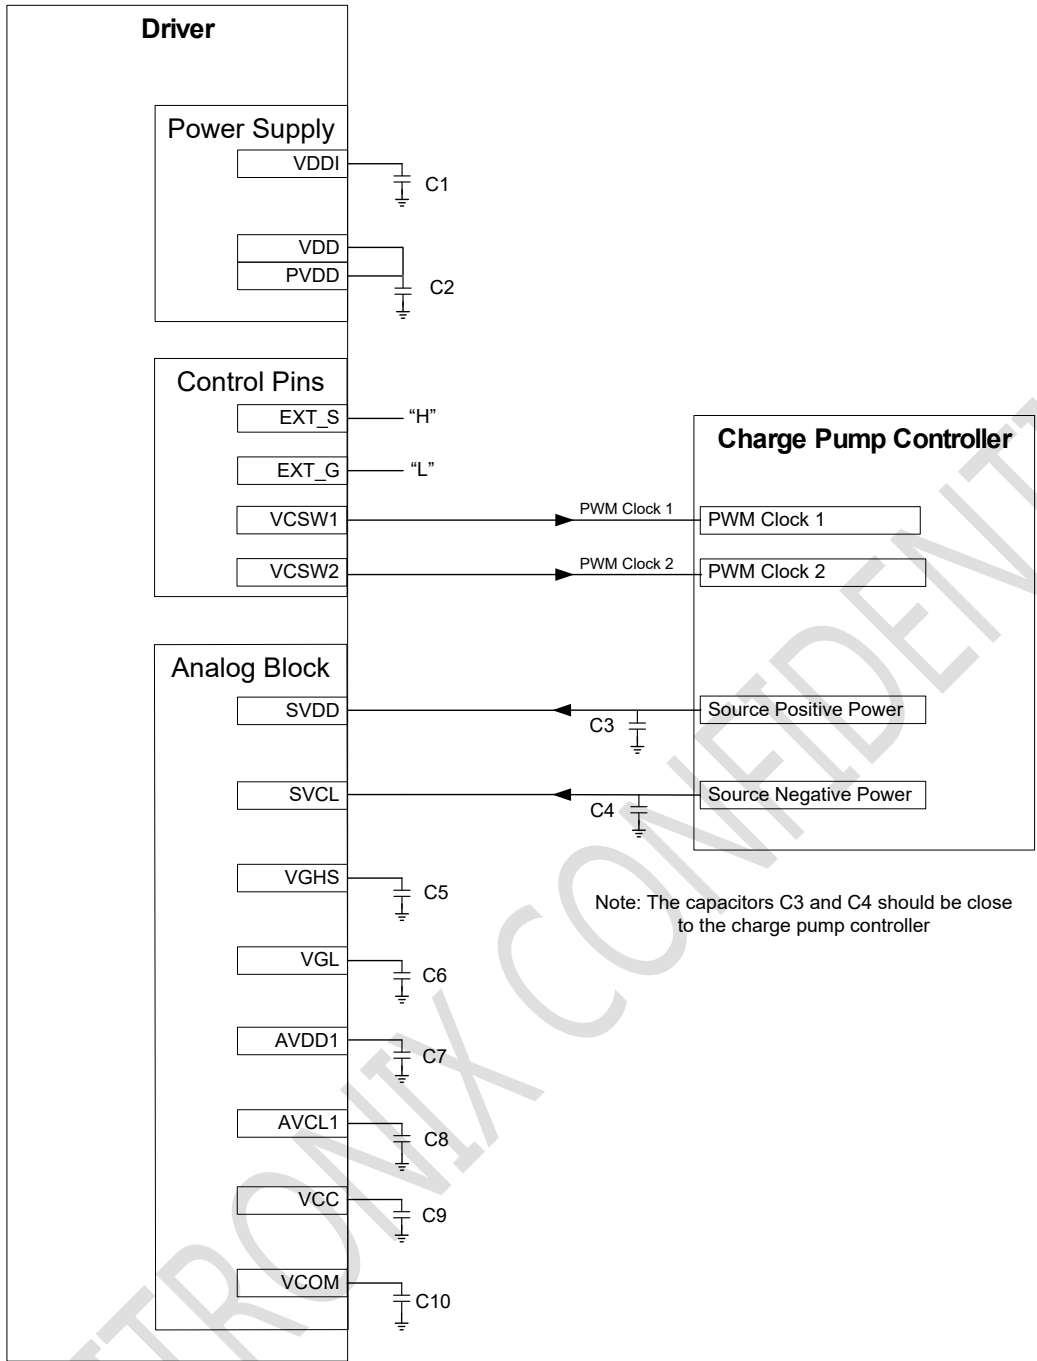 Driver
Power Supply
VDDI
C1
VDD
PVDD
C2
Control Pins
EXT_S
“H”
EXT_G
“L”
VCSW1
PWM Clock 1
VCSW2
PWM Clock 2
Charge Pump Controller
PWM Clock 1
PWM Clock 2
Source Positive Power
Source Negative Power
Analog Block
SVDD
C3
SVCL
C4
VGHS
C5
VGL
C6
AVDD1
C7
AVCL1
C8
VCC
C9
VCOM
C10
Note: The capacitors C3 and C4 should be close
to the charge pump controller